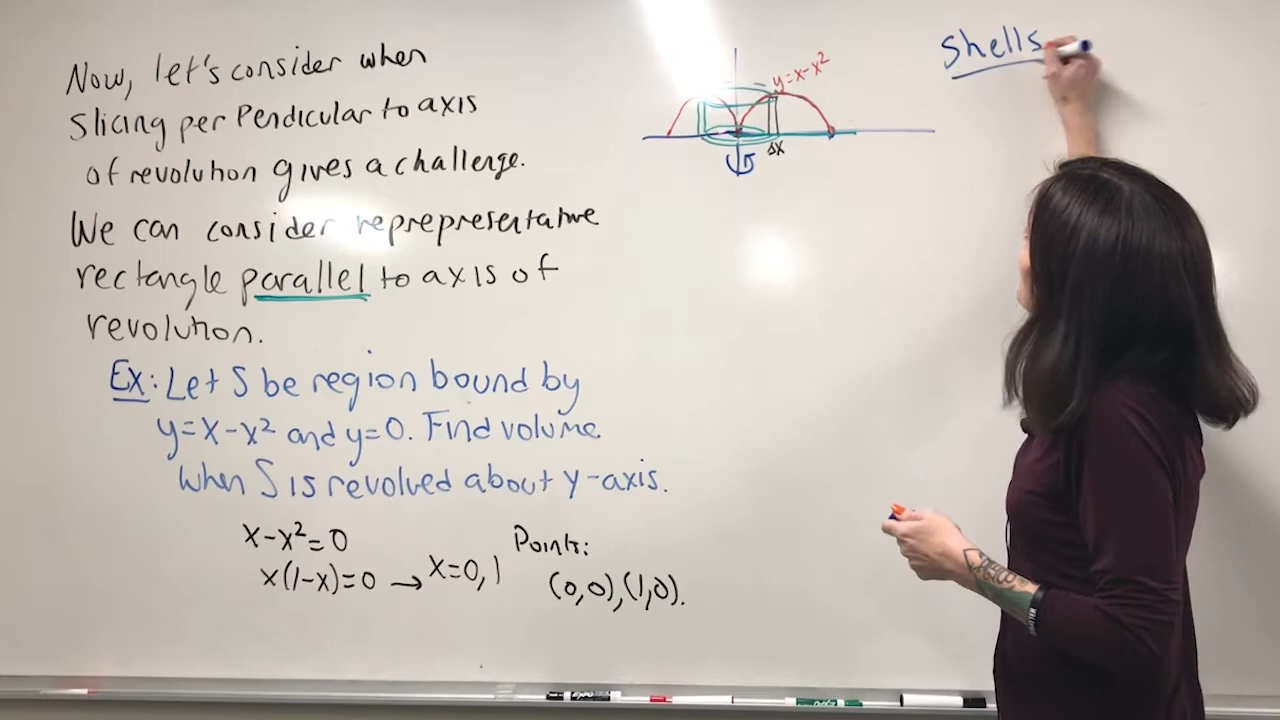 Now, let's consider when
Slicing perpendicular to axis
of revolution gives a challenge.
We can consider reprepresentative
rectangle parallel to axis of
revolution.
Ex: Let S be region bound by
y=x-x² and y=0. Find volume
when S is revolved about y-axis.
x-x²=0
x(1-x)=0 → x=0,1
Points:
(0,0),(1,0).
y=x-x²
Δx
Shells